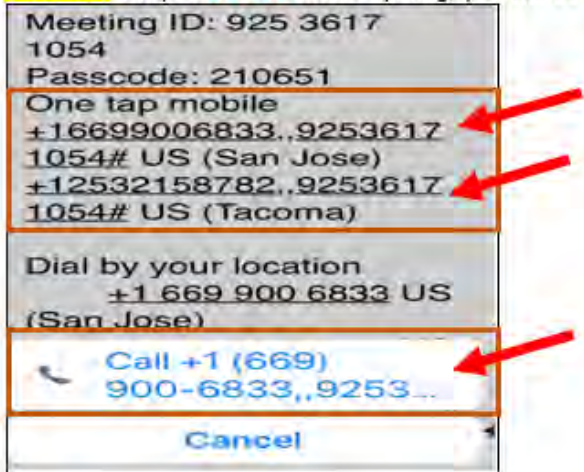 Meeting ID: 925 3617
1054
Passcode: 210651
One tap mobile
+16699006833,,9253617
1054# US (San Jose)
+12532158782,,9253617
1054# US (Tacoma)
Dial by your location
+1 669 900 6833 US
(San Jose)
Call +1 (669)
900-6833,,9253...
Cancel